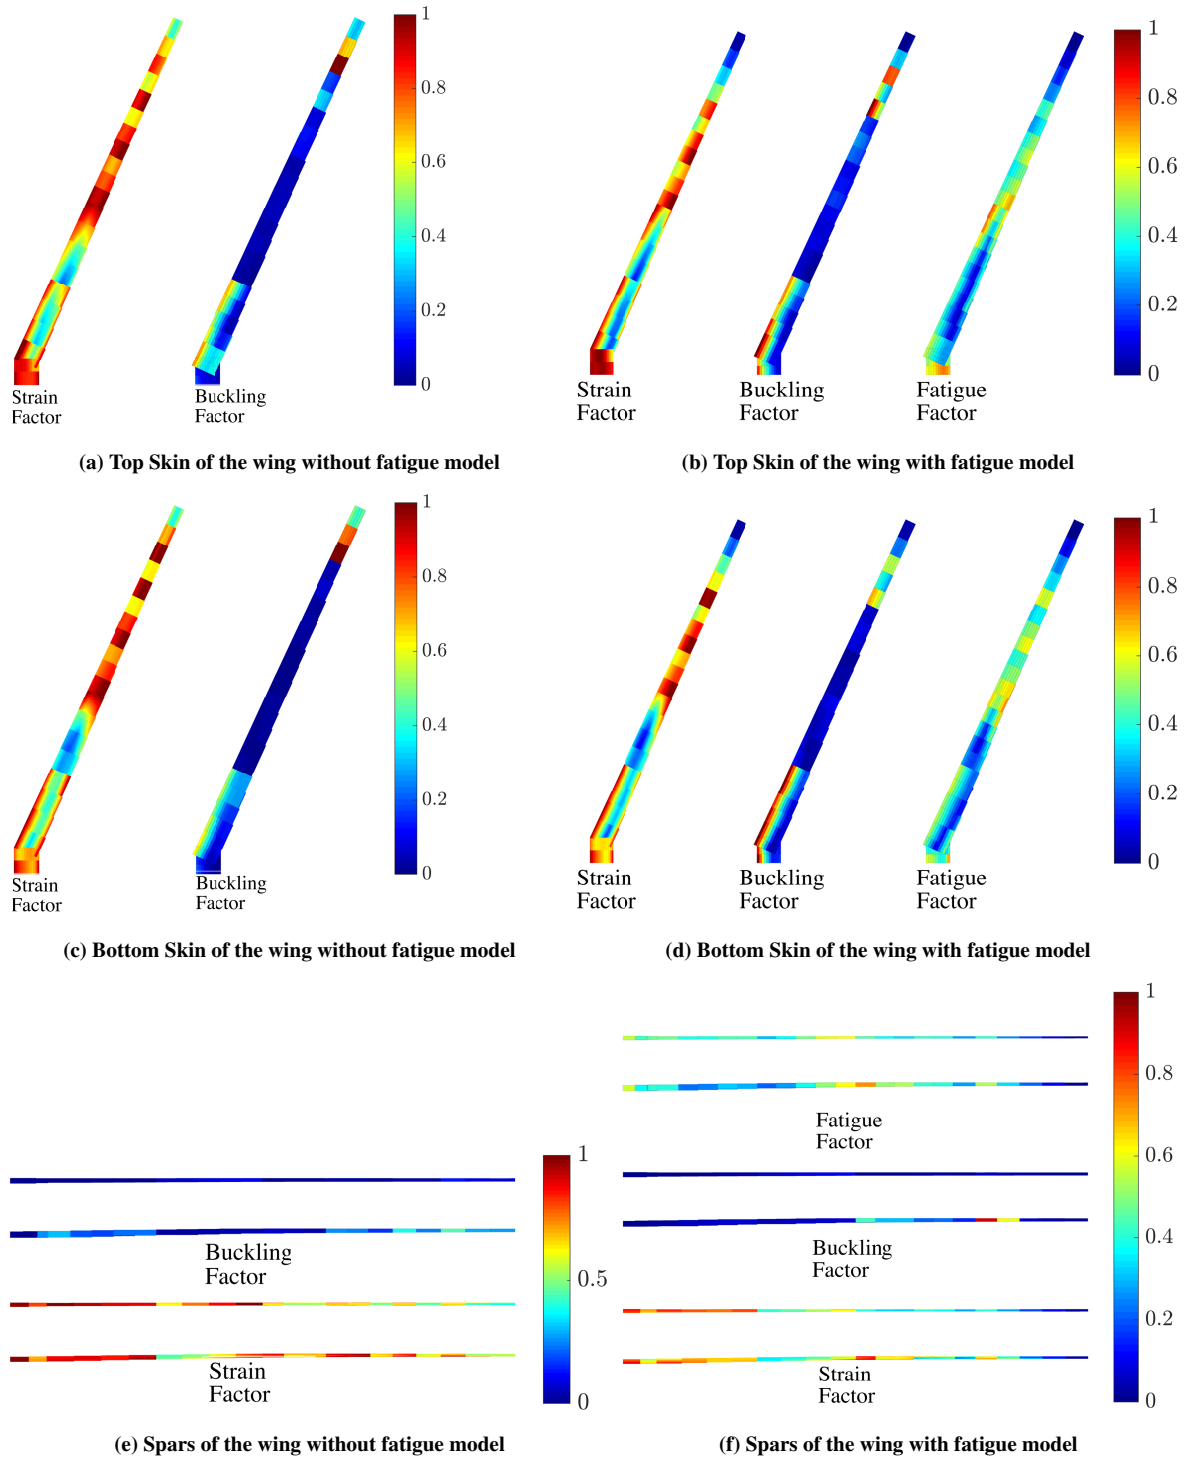 1
0.8
0.6
0.4
0.2
0
Strain
Factor
Buckling
Factor
(a) Top Skin of the wing without fatigue model
1
0.8
0.6
0.4
0.2
0
Strain
Factor
Buckling
Factor
Fatigue
Factor
(b) Top Skin of the wing with fatigue model
1
0.8
0.6
0.4
0.2
0
Strain
Factor
Buckling
Factor
(c) Bottom Skin of the wing without fatigue model
1
0.8
0.6
0.4
0.2
0
Strain
Factor
Buckling
Factor
Fatigue
Factor
(d) Bottom Skin of the wing with fatigue model
1
0.5
0
Buckling
Factor
Strain
Factor
(e) Spars of the wing without fatigue model
1
0.8
0.6
0.4
0.2
0
Fatigue
Factor
Buckling
Factor
Strain
Factor
(f) Spars of the wing with fatigue model